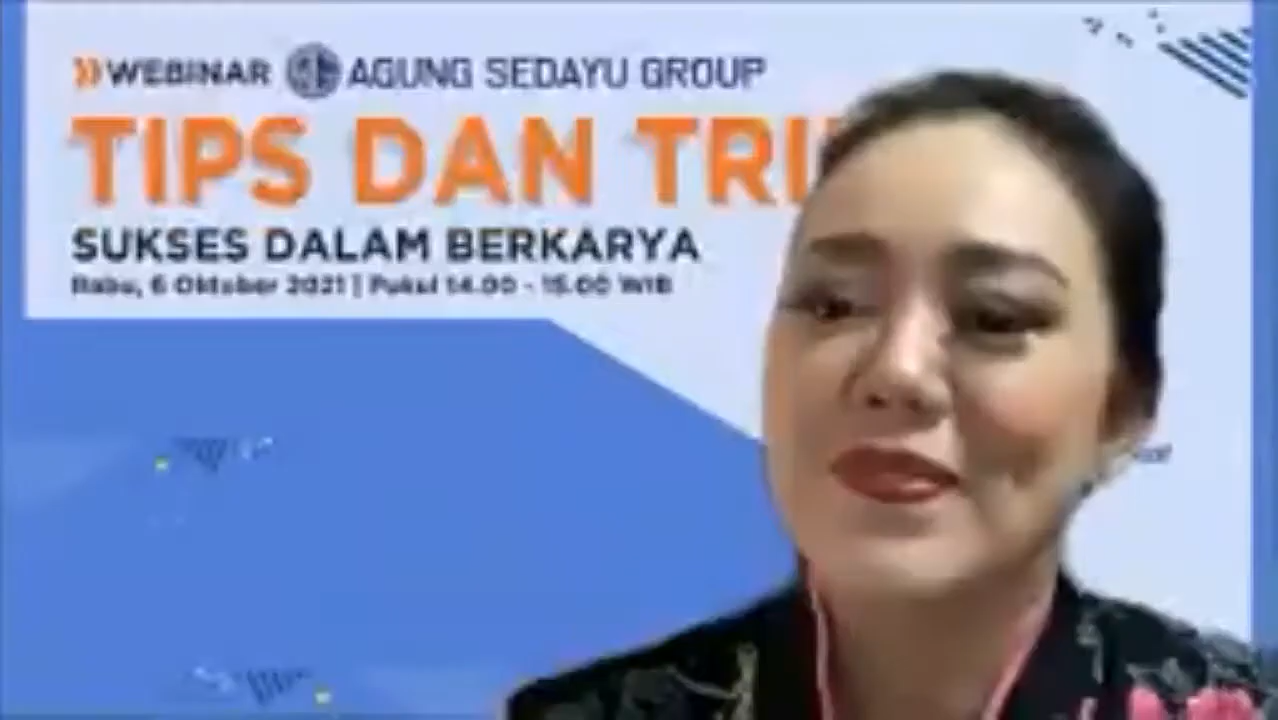 WEBINAR AGUNG SEDAYU GROUP
TIPS DAN TRI
SUKSES DALAM BERKARYA
Rabu, 6 Oktober 2021 | Pukul 14.00 - 15.00 WIB